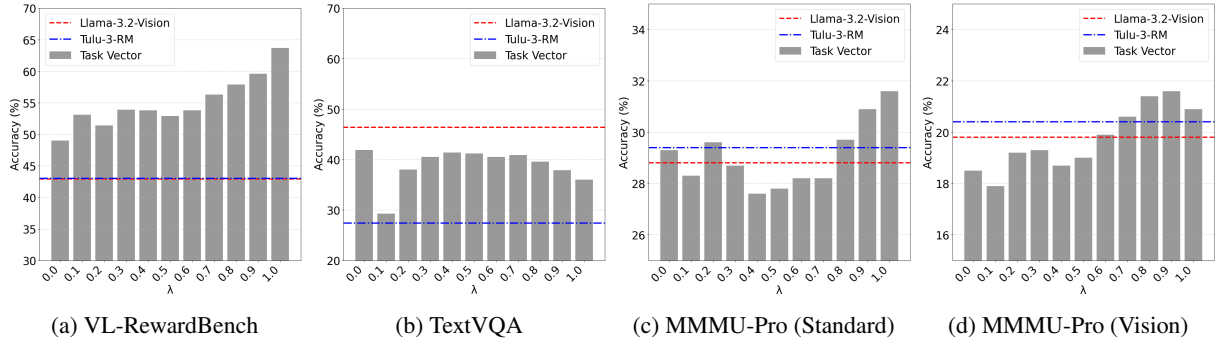 Llama-3.2-Vision
Tulu-3-RM
Task Vector
Accuracy (%)
70
65
60
55
50
45
40
35
30
0.0 0.1 0.2 0.3 0.4 0.5 0.6 0.7 0.8 0.9 1.0
λ
(a) VL-RewardBench
Llama-3.2-Vision
Tulu-3-RM
Task Vector
Accuracy (%)
70
60
50
40
30
20
0.0 0.1 0.2 0.3 0.4 0.5 0.6 0.7 0.8 0.9 1.0
λ
(b) TextVQA
Llama-3.2-Vision
Tulu-3-RM
Task Vector
Accuracy (%)
34
32
30
28
26
0.0 0.1 0.2 0.3 0.4 0.5 0.6 0.7 0.8 0.9 1.0
λ
(c) MMMU-Pro (Standard)
Llama-3.2-Vision
Tulu-3-RM
Task Vector
Accuracy (%)
24
22
20
18
16
0.0 0.1 0.2 0.3 0.4 0.5 0.6 0.7 0.8 0.9 1.0
λ
(d) MMMU-Pro (Vision)